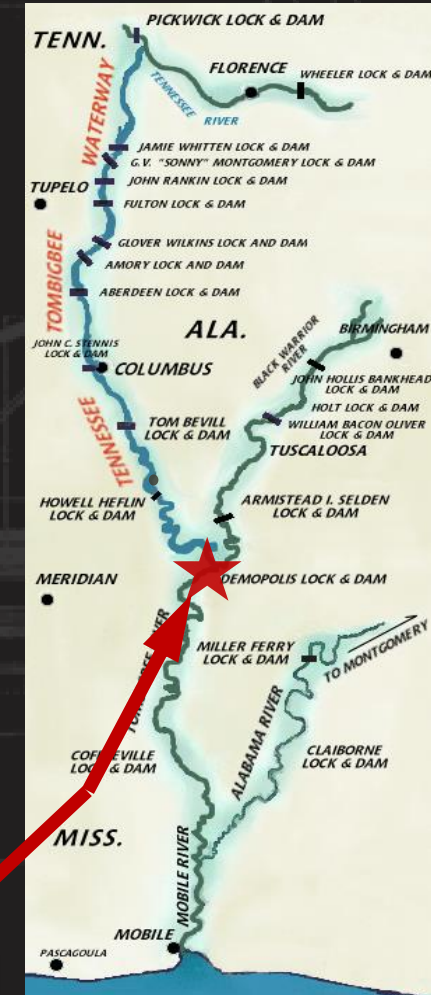 PICKWICK LOCK & DAM
TENN.
FLORENCE
WHEELER LOCK & DAM
TENNESSEE
RIVER
WATERWAY
JAMIE WHITTEN LOCK & DAM
G.V. "SONNY" MONTGOMERY LOCK & DAM
JOHN RANKIN LOCK & DAM
TUPELO
FULTON LOCK & DAM
GLOVER WILKINS LOCK AND DAM
AMORY LOCK AND DAM
ABERDEEN LOCK & DAM
TOMBIGBEE
ALA.
BIRMINGHAM
BLACK WARRIOR
RIVER
JOHN C. STENNIS
LOCK & DAM
COLUMBUS
JOHN HOLLIS BANKHEAD
LOCK & DAM
HOLT LOCK & DAM
WILLIAM BACON OLIVER
LOCK & DAM
TENNESSEE
TOM BEVILL
LOCK & DAM
TUSCALOOSA
HOWELL HEFLIN
LOCK & DAM
ARMISTEAD I. SELDEN
LOCK & DAM
MERIDIAN
DEMOPOLIS LOCK & DAM
MILLER FERRY
LOCK & DAM
TO MONTGOMERY
ALABAMA RIVER
LOCK & DAM
CLAIBORNE
LOCK & DAM
MISS.
MOBILE RIVER
MOBILE
PASCAGOULA